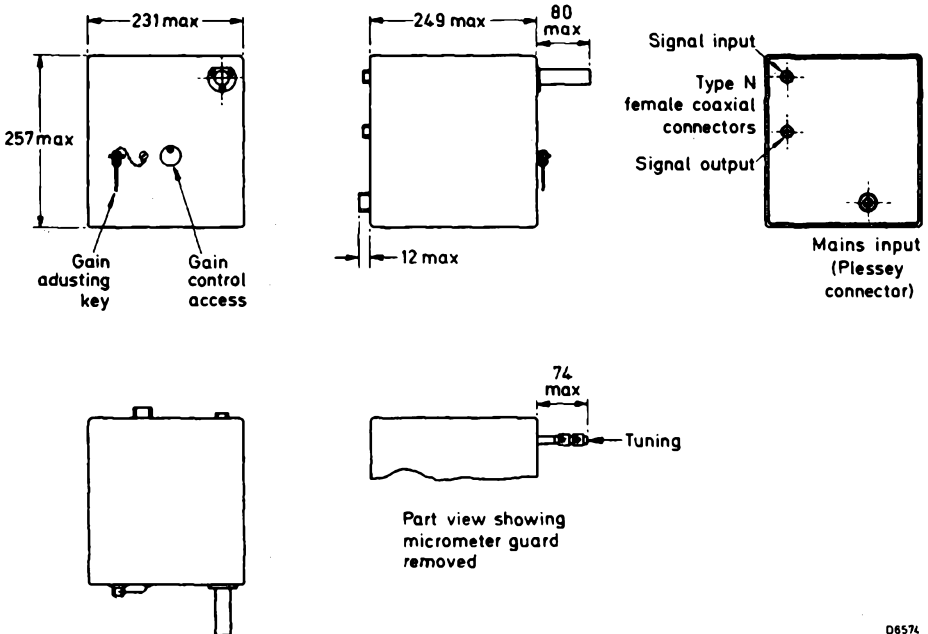 231 max
257 max
Gain
adusting
key
Gain
control
access
249 max
80
max
12 max
Signal input
Type N
female coaxial
connectors
Signal output
Mains input
(Plessey
connector)
74
max
Tuning
Part view showing
micrometer guard
removed
D6574